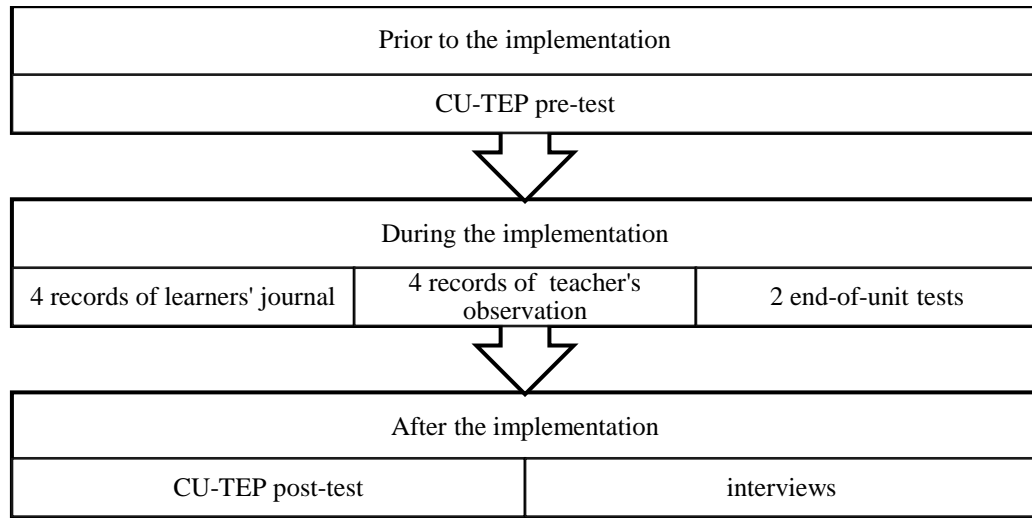 Prior to the implementation
CU-TEP pre-test
During the implementation
4 records of learners' journal
4 records of teacher's
observation
2 end-of-unit tests
After the implementation
CU-TEP post-test
interviews